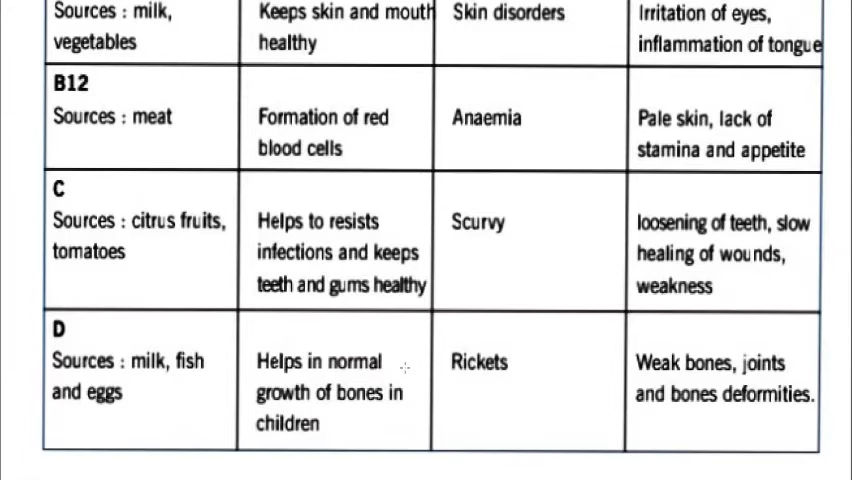 Sources : milk,
vegetables
Keeps skin and mouth
healthy
Skin disorders
Irritation of eyes,
inflammation of tongue
B12
Sources : meat
Formation of red
blood cells
Anaemia
Pale skin, lack of
stamina and appetite
C
Sources : citrus fruits,
tomatoes
Helps to resists
infections and keeps
teeth and gums healthy
Scurvy
loosening of teeth, slow
healing of wounds,
weakness
D
Sources : milk, fish
and eggs
Helps in normal
growth of bones in
children
Rickets
Weak bones, joints
and bones deformities.